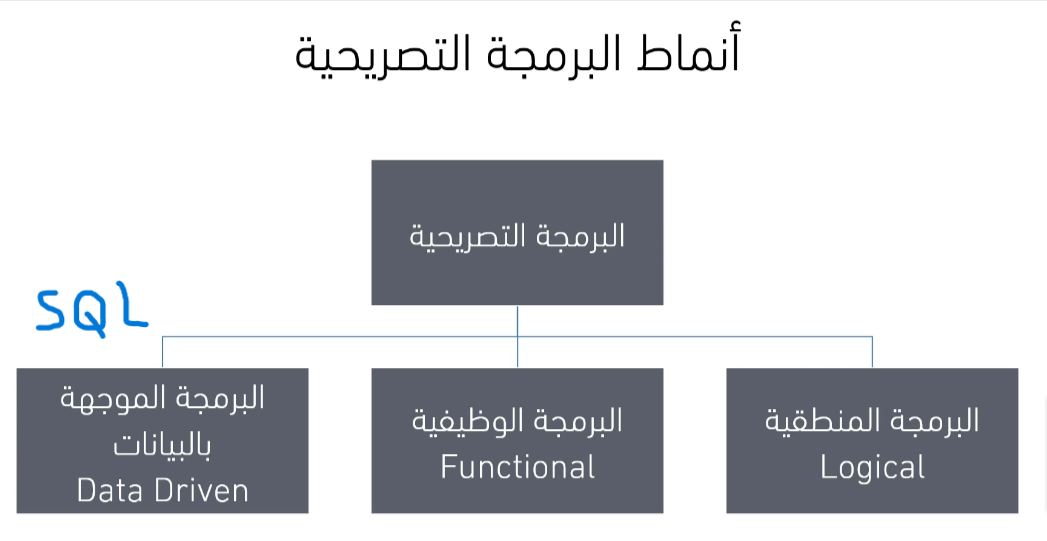 أنماط البرمجة التصريحية
البرمجة التصريحية
SQL
البرمجة المنطقية
Logical
البرمجة الوظيفية
Functional
البرمجة الموجهة
بالبيانات
Data Driven